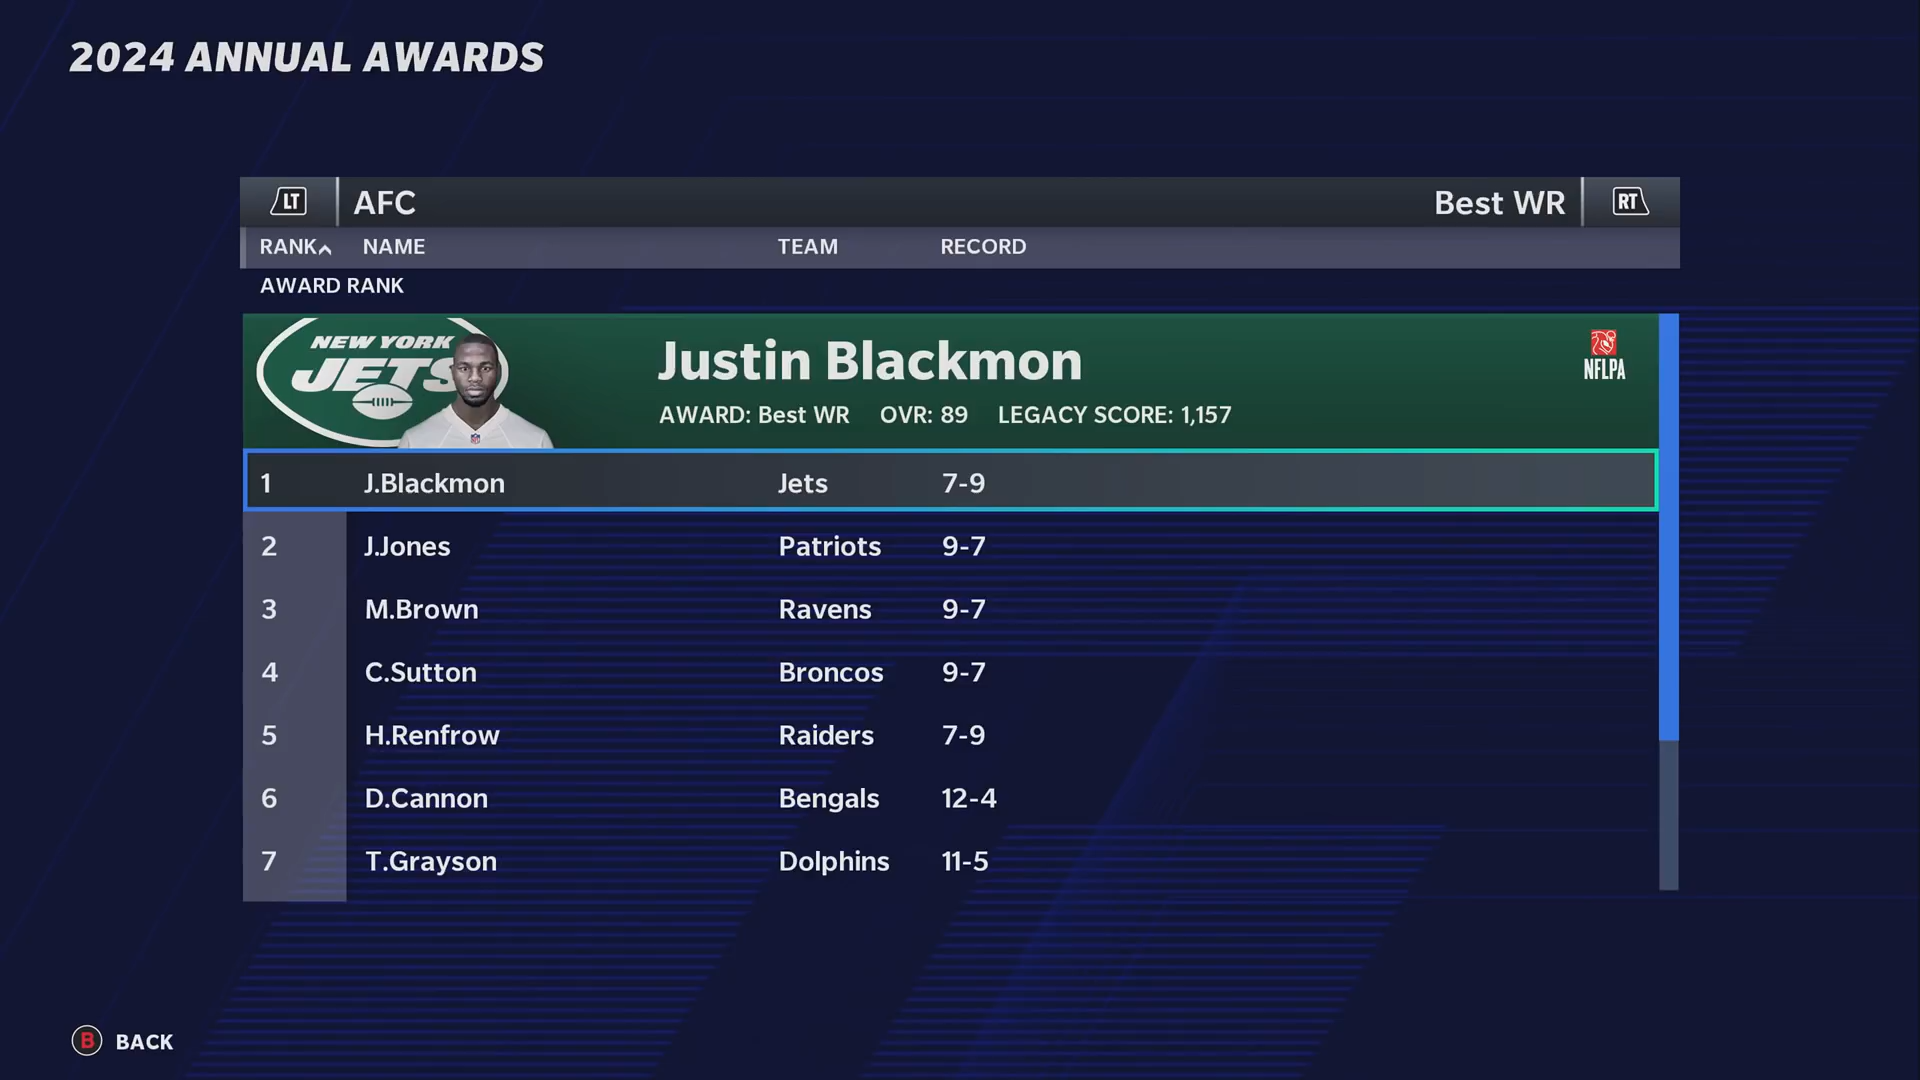 2024 ANNUAL AWARDS
LT AFC Best WR RT
RANK NAME TEAM RECORD
AWARD RANK
NEW YORK
JETS
Justin Blackmon
NFLPA
AWARD: Best WR OVR: 89 LEGACY SCORE: 1,157
1 J.Blackmon Jets 7-9
2 J.Jones Patriots 9-7
3 M.Brown Ravens 9-7
4 C.Sutton Broncos 9-7
5 H.Renfrow Raiders 7-9
6 D.Cannon Bengals 12-4
7 T.Grayson Dolphins 11-5
B BACK